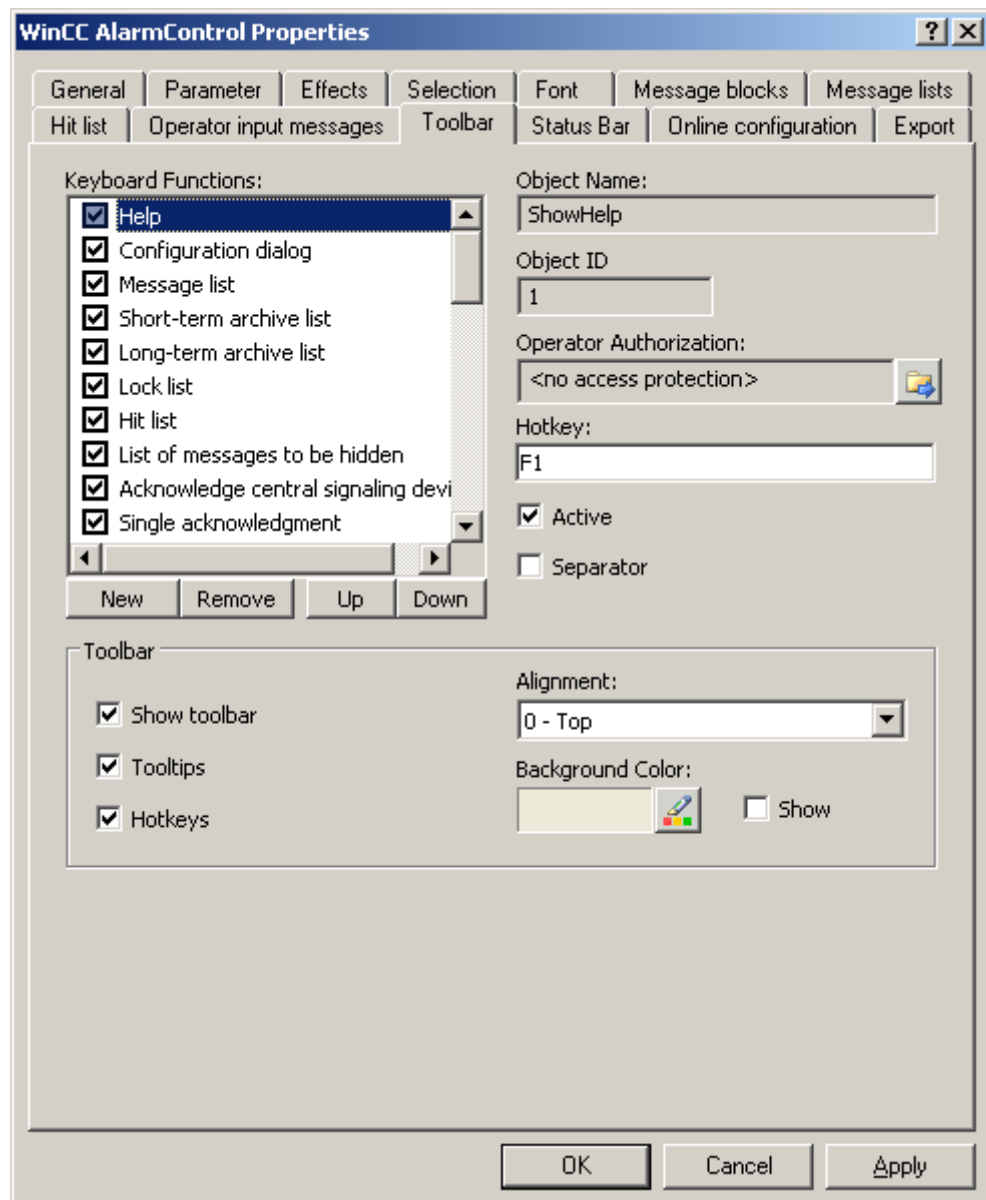 WinCC AlarmControl Properties
General Parameter Effects Selection Font Message blocks Message lists
Hit list Operator input messages Toolbar Status Bar Online configuration Export
Keyboard Functions:
Help
Configuration dialog
Message list
Short-term archive list
Long-term archive list
Lock list
Hit list
List of messages to be hidden
Acknowledge central signaling devi
Single acknowledgment
New Remove Up Down
Object Name:
ShowHelp
Object ID
1
Operator Authorization:
<no access protection>
Hotkey:
F1
Active
Separator
Toolbar
Show toolbar
Tooltips
Hotkeys
Alignment:
0 - Top
Background Color:
Show
OK Cancel Apply